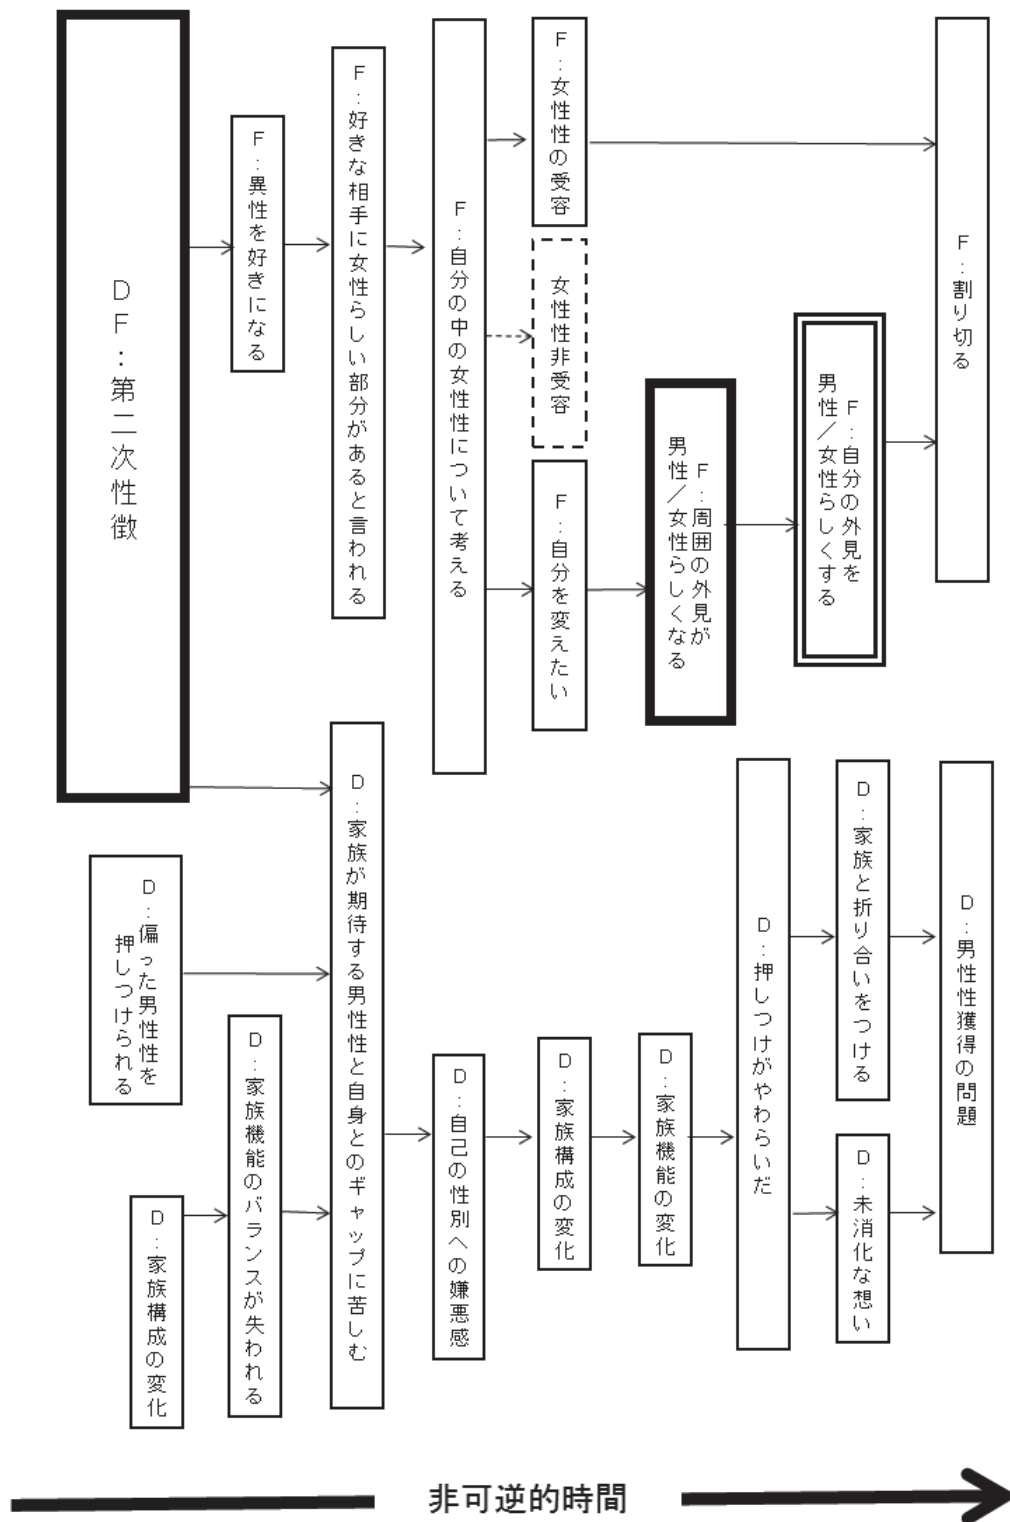 DF:第二次性徴
F:異性を好きになる
F:好きな相手に女性らしい部分があると言われる
F:自分の中の女性性について考える
F:女性性の受容
女性性非受容
F:自分を変えたい
F:周囲の外見が
男性/女性らしくなる
F:自分の外見を
男性/女性らしくする
F:割り切る
D:偏った男性性を
押しつけられる
D:家族構成の変化
D:家族機能のバランスが失われる
D:家族が期待する男性性と自身とのギャップに苦しむ
D:自己の性別への嫌悪感
D:家族構成の変化
D:家族機能の変化
D:押しつけがやわらいだ
D:家族と折り合いをつける
D:未消化な想い
D:男性性獲得の問題
非可逆的時間